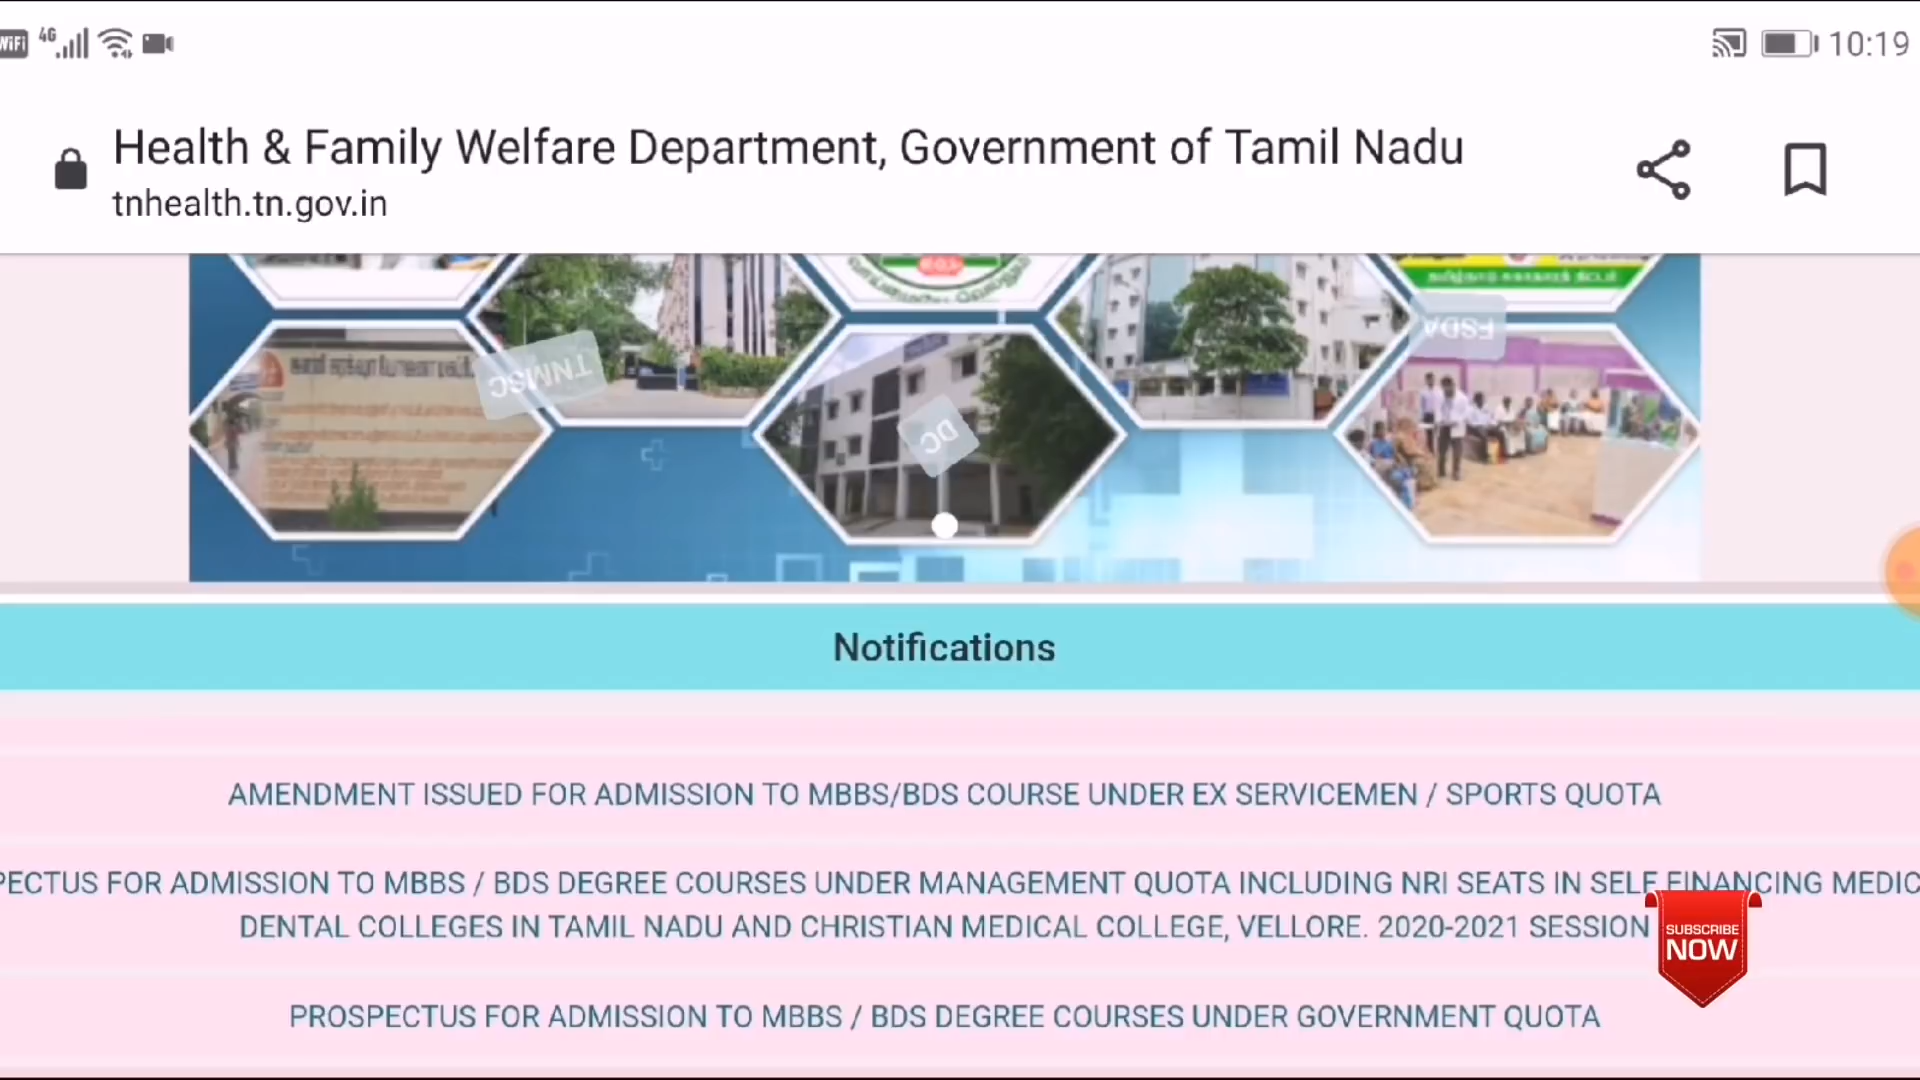 WiFi 4G 10:19
Health & Family Welfare Department, Government of Tamil Nadu
tnhealth.tn.gov.in
TNMSC
FSDA
DC
Notifications
AMENDMENT ISSUED FOR ADMISSION TO MBBS/BDS COURSE UNDER EX SERVICEMEN / SPORTS QUOTA
PECTUS FOR ADMISSION TO MBBS / BDS DEGREE COURSES UNDER MANAGEMENT QUOTA INCLUDING NRI SEATS IN SELF FINANCING MEDIC
DENTAL COLLEGES IN TAMIL NADU AND CHRISTIAN MEDICAL COLLEGE, VELLORE. 2020-2021 SESSION
SUBSCRIBE
NOW
PROSPECTUS FOR ADMISSION TO MBBS / BDS DEGREE COURSES UNDER GOVERNMENT QUOTA